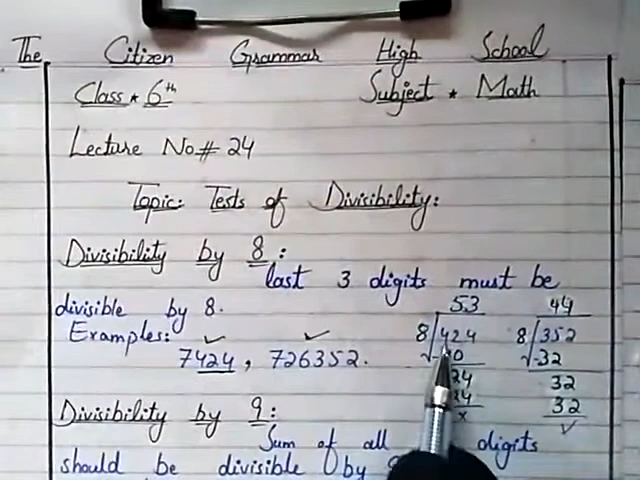 The Citizen Grammar High School
Class * 6th Subject * Math
Lecture No # 24
Topic: Tests of Divisibility:
Divisibility by 8:
last 3 digits must be
divisible by 8.
Examples:
7424, 726352.
53
8 424
24
24
x
44
8 352
-32
32
32
Divisibility by 9:
Sum of all digits
should be divisible by